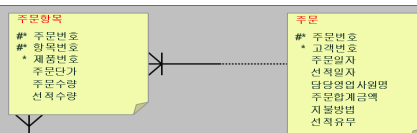 주문항목
#* 주문번호
#* 항목번호
* 제품번호
주문단가
주문수량
선적수량
주문
#* 주문번호
* 고객번호
주문일자
선적일자
담당영업사원명
주문합계금액
지불방법
선적유무